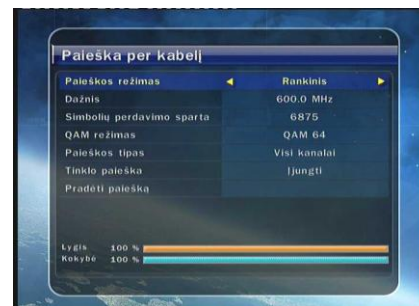 Paieška per kabelį
Paieškos režimas Rankinis
Dažnis 600.0 MHz
Simbolių perdavimo sparta 6875
QAM režimas QAM 64
Paieškos tipas Visi kanalai
Tinklo paieška Įjungti
Pradėti paiešką
Lygis 100 %
Kokybė 100 %